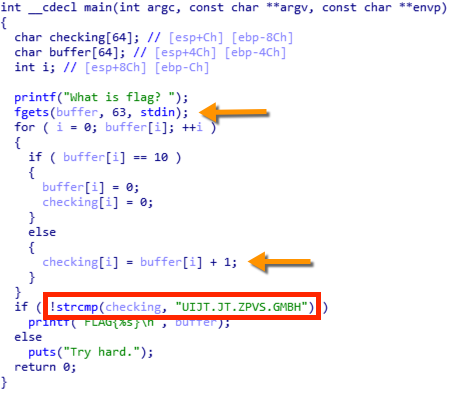 int __cdecl main(int argc, const char **argv, const char **envp)
{
char checking[64]; // [esp+Ch] [ebp-8Ch]
char buffer[64]; // [esp+4Ch] [ebp-4Ch]
int i; // [esp+8Ch] [ebp-Ch]
printf("What is flag? ");
fgets(buffer, 63, stdin);
for ( i = 0; buffer[i]; ++i )
{
if ( buffer[i] == 10 )
{
buffer[i] = 0;
checking[i] = 0;
}
else
{
checking[i] = buffer[i] + 1;
}
}
if ( !strcmp(checking, "UIJT.JT.ZPVS.GMBH") )
printf("FLAG{%s}\n", buffer);
else
puts("Try hard.");
return 0;
}